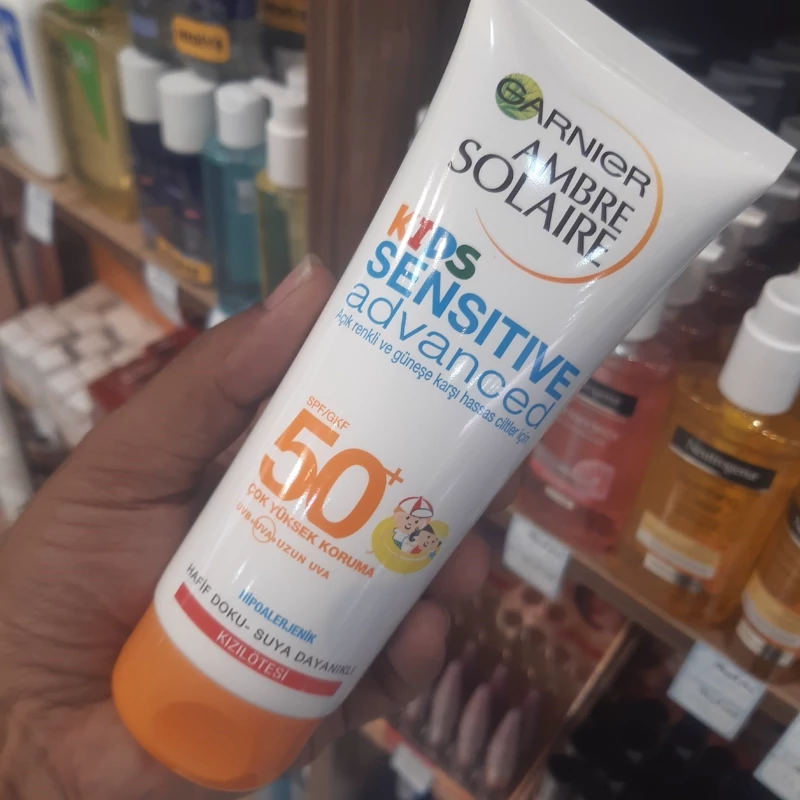 GARNIER
AMBRE
SOLAIRE
KIDS
SENSITIVE
advanced
Açık renkli ve güneşe karşı hassas ciltler için
SPF/GKF
50+
ÇOK YÜKSEK KORUMA
UVB+UVA+UZUN UVA
HİPOALERJENİK
HAFİF DOKU- SUYA DAYANIKLI
KIZILÖTESİ
Neutrogena